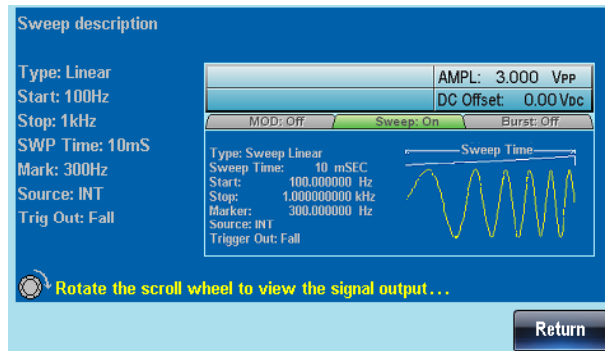 Sweep description
Type: Linear
Start: 100Hz
Stop: 1kHz
SWP Time: 10mS
Mark: 300Hz
Source: INT
Trig Out: Fall
AMPL: 3.000 VPP
DC Offset: 0.00 VDC
MOD: Off Sweep: On Burst: Off
Type: Sweep Linear
Sweep Time: 10 mSEC
Start: 100.000000 Hz
Stop: 1.000000000 kHz
Marker: 300.000000 Hz
Source: INT
Trigger Out: Fall
Sweep Time
Rotate the scroll wheel to view the signal output...
Return